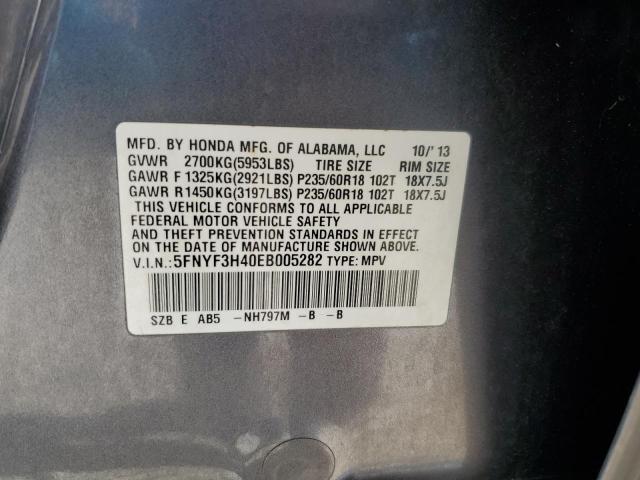 MFD. BY HONDA MFG. OF ALABAMA, LLC 10/'13
GVWR 2700KG(5953LBS) TIRE SIZE RIM SIZE
GAWR F 1325KG(2921LBS) P235/60R18 102T 18X7.5J
GAWR R1450KG(3197LBS) P235/60R18 102T 18X7.5J
THIS VEHICLE CONFORMS TO ALL APPLICABLE
FEDERAL MOTOR VEHICLE SAFETY
AND THEFT PREVENTION STANDARDS IN EFFECT
ON THE DATE OF MANUFACTURE SHOWN ABOVE.
V.I.N.:5FNYF3H40EB005282 TYPE: MPV
SZB E AB5 -NH797M -B -B